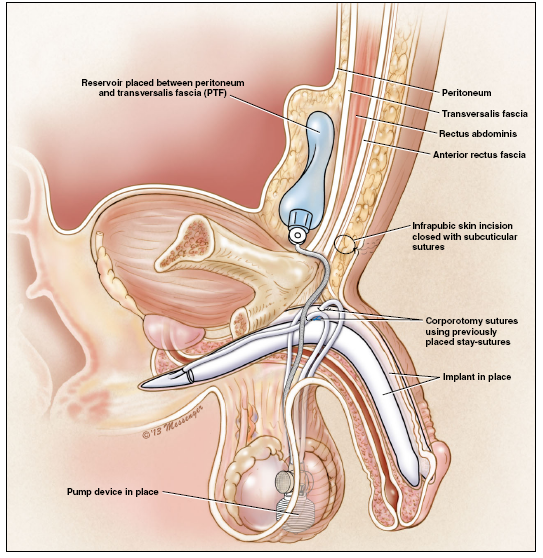 Reservoir placed between peritoneum
and transversalis fascia (PTF)
Peritoneum
Transversalis fascia
Rectus abdominis
Anterior rectus fascia
Infrapubic skin incision
closed with subcuticular
sutures
Corporotomy sutures
using previously
placed stay-sutures
Implant in place
©'13 Messenger
Pump device in place